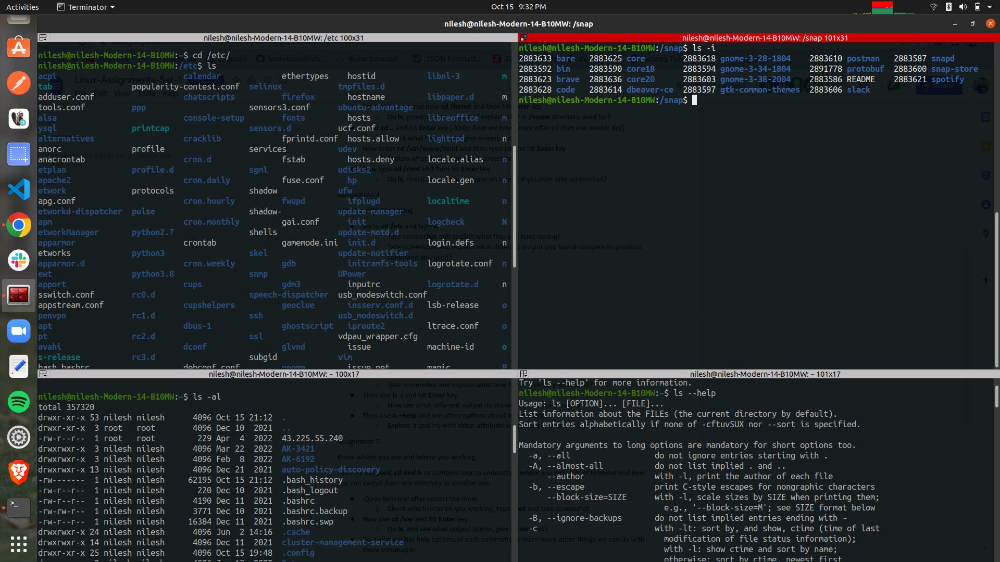 Activities
Terminator
Oct 15 9:32 PM
nilesh@nilesh-Modern-14-B10MW: /snap
nilesh@nilesh-Modern-14-B10MW: /etc 100x31
nilesh@nilesh-Modern-14-B10MW:~$ cd /etc/
nilesh@nilesh-Modern-14-B10MW:/etc$ ls
acpi calendar ethertypes hostid libnl-3 m
tab popularity-contest.conf selinux tmpfiles.d
adduser.conf chatscripts firefox hostname libpaper.d m
tools.conf ppp sensors3.conf ubuntu-advantage
alsa console-setup fonts hosts libreoffice m
ysql printcap sensors.d ucf.conf
alternatives cracklib fprintd.conf hosts.allow lighttpd n
anorc profile services udev
anacrontab cron.d fstab hosts.deny locale.alias n
etplan profile.d sgml udisks2
apache2 cron.daily fuse.conf hp locale.gen n
etwork protocols shadow ufw
apg.conf cron.hourly fwupd ifplugd localtime n
etworkd-dispatcher pulse shadow- update-manager
apm cron.monthly gai.conf init logcheck N
etworkManager python2.7 shells update-motd.d
apparmor crontab gamemode.ini init.d login.defs n
etworks python3 skel update-notifier
apparmor.d cron.weekly gdb initramfs-tools logrotate.conf n
ewt python3.8 snmp UPower
apport cups gdm3 inputrc logrotate.d n
sswitch.conf rc0.d speech-dispatcher usb_modeswitch.conf
appstream.conf cupshelpers geoclue insserv.conf.d lsb-release o
penvpn rc1.d ssh usb_modeswitch.d
apt dbus-1 ghostscript iproute2 ltrace.conf o
pt rc2.d ssl vdpau_wrapper.cfg
avahi dconf glvnd issue machine-id o
s-release rc3.d subgid vim
bash.bashrc debconf.conf gnome issue.net magic P
nilesh@nilesh-Modern-14-B10MW: /snap 101x31
nilesh@nilesh-Modern-14-B10MW:/snap$ ls -i
2883633 bare 2883625 core 2883618 gnome-3-28-1804 2883610 postman 2883587 snapd
2883592 bin 2883590 core18 2883594 gnome-3-34-1804 2891778 protobuf 2883600 snap-store
2883623 brave 2883636 core20 2883603 gnome-3-38-2004 2883586 README 2883621 spotify
2883628 code 2883614 dbeaver-ce 2883597 gtk-common-themes 2883606 slack
nilesh@nilesh-Modern-14-B10MW:/snap$
nilesh@nilesh-Modern-14-B10MW: ~ 100x17
nilesh@nilesh-Modern-14-B10MW:~$ ls -al
total 357320
drwxr-xr-x 53 nilesh nilesh 4096 Oct 15 21:12 .
drwxr-xr-x 3 root root 4096 Dec 10 2021 ..
-rw-r--r-- 1 root root 229 Apr 4 2022 43.225.55.240
drwxrwxr-x 3 nilesh nilesh 4096 Mar 22 2022 AK-3421
drwxrwxr-x 3 nilesh nilesh 4096 Feb 8 2022 AK-6192
drwxrwxr-x 13 nilesh nilesh 4096 Dec 21 2021 auto-policy-discovery
-rw------- 1 nilesh nilesh 62195 Oct 15 21:12 .bash_history
-rw-r--r-- 1 nilesh nilesh 220 Dec 10 2021 .bash_logout
-rw-r--r-- 1 nilesh nilesh 4190 Dec 11 2021 .bashrc
-rw-rw-r-- 1 nilesh nilesh 3771 Dec 10 2021 .bashrc.backup
-rw-r--r-- 1 nilesh nilesh 16384 Dec 11 2021 .bashrc.swp
drwxrwxr-x 24 nilesh nilesh 4096 Jun 2 14:16 .cache
drwxrwxr-x 14 nilesh nilesh 4096 Dec 11 2021 cluster-management-service
drwxrwxr-x 25 nilesh nilesh 4096 Oct 15 19:48 .config
nilesh@nilesh-Modern-14-B10MW: ~ 101x17
Try 'ls --help' for more information.
nilesh@nilesh-Modern-14-B10MW:~$ ls --help
Usage: ls [OPTION]... [FILE]...
List information about the FILEs (the current directory by default).
Sort entries alphabetically if none of -cftuvSUX nor --sort is specified.
Mandatory arguments to long options are mandatory for short options too.
-a, --all do not ignore entries starting with .
-A, --almost-all do not list implied . and ..
--author with -l, print the author of each file
-b, --escape print C-style escapes for nongraphic characters
--block-size=SIZE with -l, scale sizes by SIZE when printing them;
e.g., '--block-size=M'; see SIZE format below
-B, --ignore-backups do not list implied entries ending with ~
-c with -lt: sort by, and show, ctime (time of last
modification of file status information);
with -l: show ctime and sort by name;
otherwise: sort by ctime, newest first